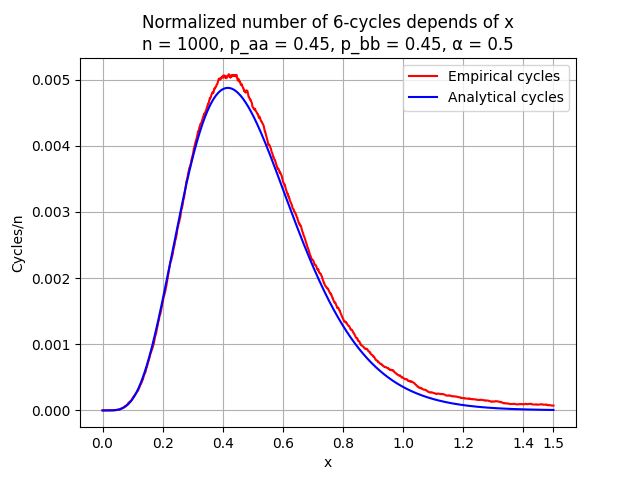 Normalized number of 6-cycles depends of x
n = 1000, p_aa = 0.45, p_bb = 0.45, α = 0.5
Empirical cycles
Analytical cycles
Cycles/n
0.005
0.004
0.003
0.002
0.001
0.000
0.0 0.2 0.4 0.6 0.8 1.0 1.2 1.4 1.5
x